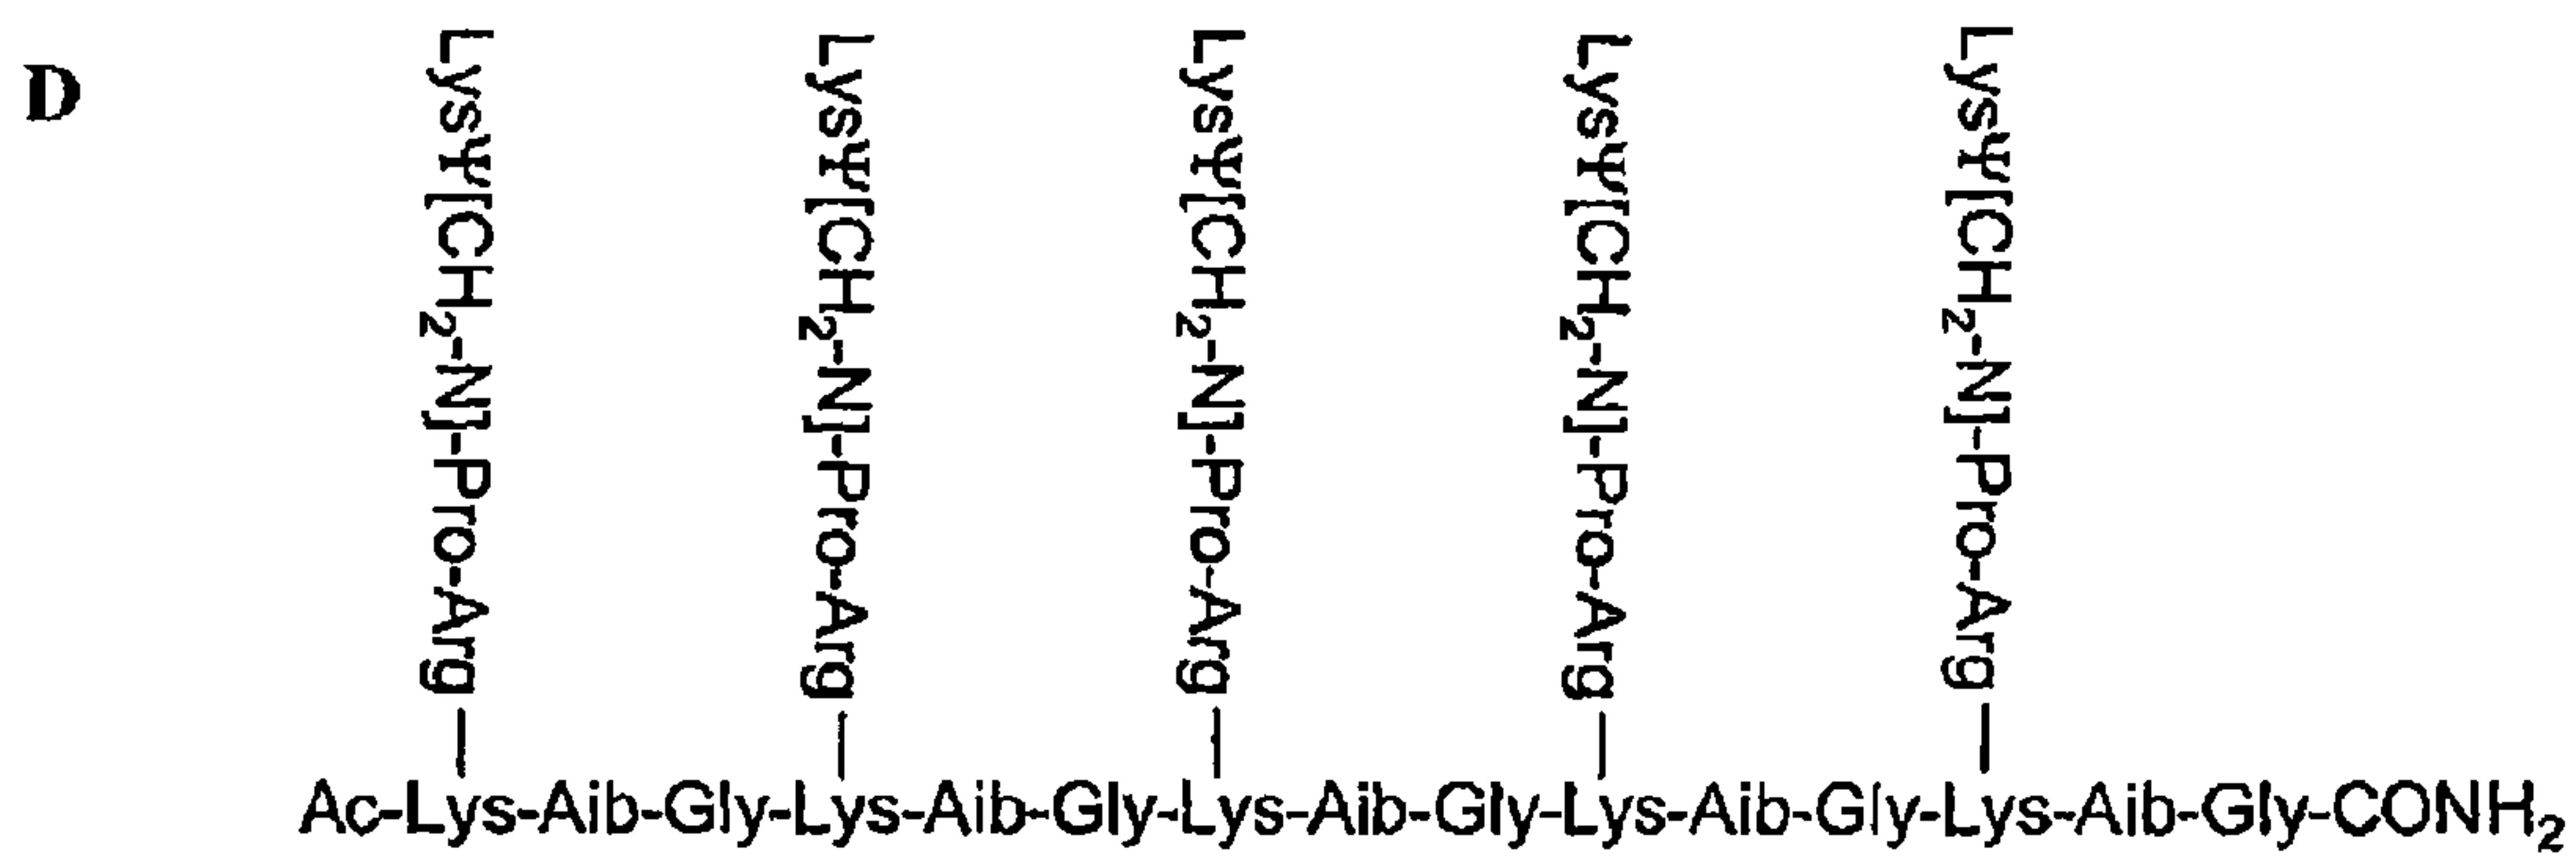 D
LysΨ[CH₂-N]-Pro-Arg
LysΨ[CH₂-N]-Pro-Arg
LysΨ[CH₂-N]-Pro-Arg
LysΨ[CH₂-N]-Pro-Arg
LysΨ[CH₂-N]-Pro-Arg
Ac-Lys-Aib-Gly-Lys-Aib-Gly-Lys-Aib-Gly-Lys-Aib-Gly-Lys-Aib-Gly-CONH₂